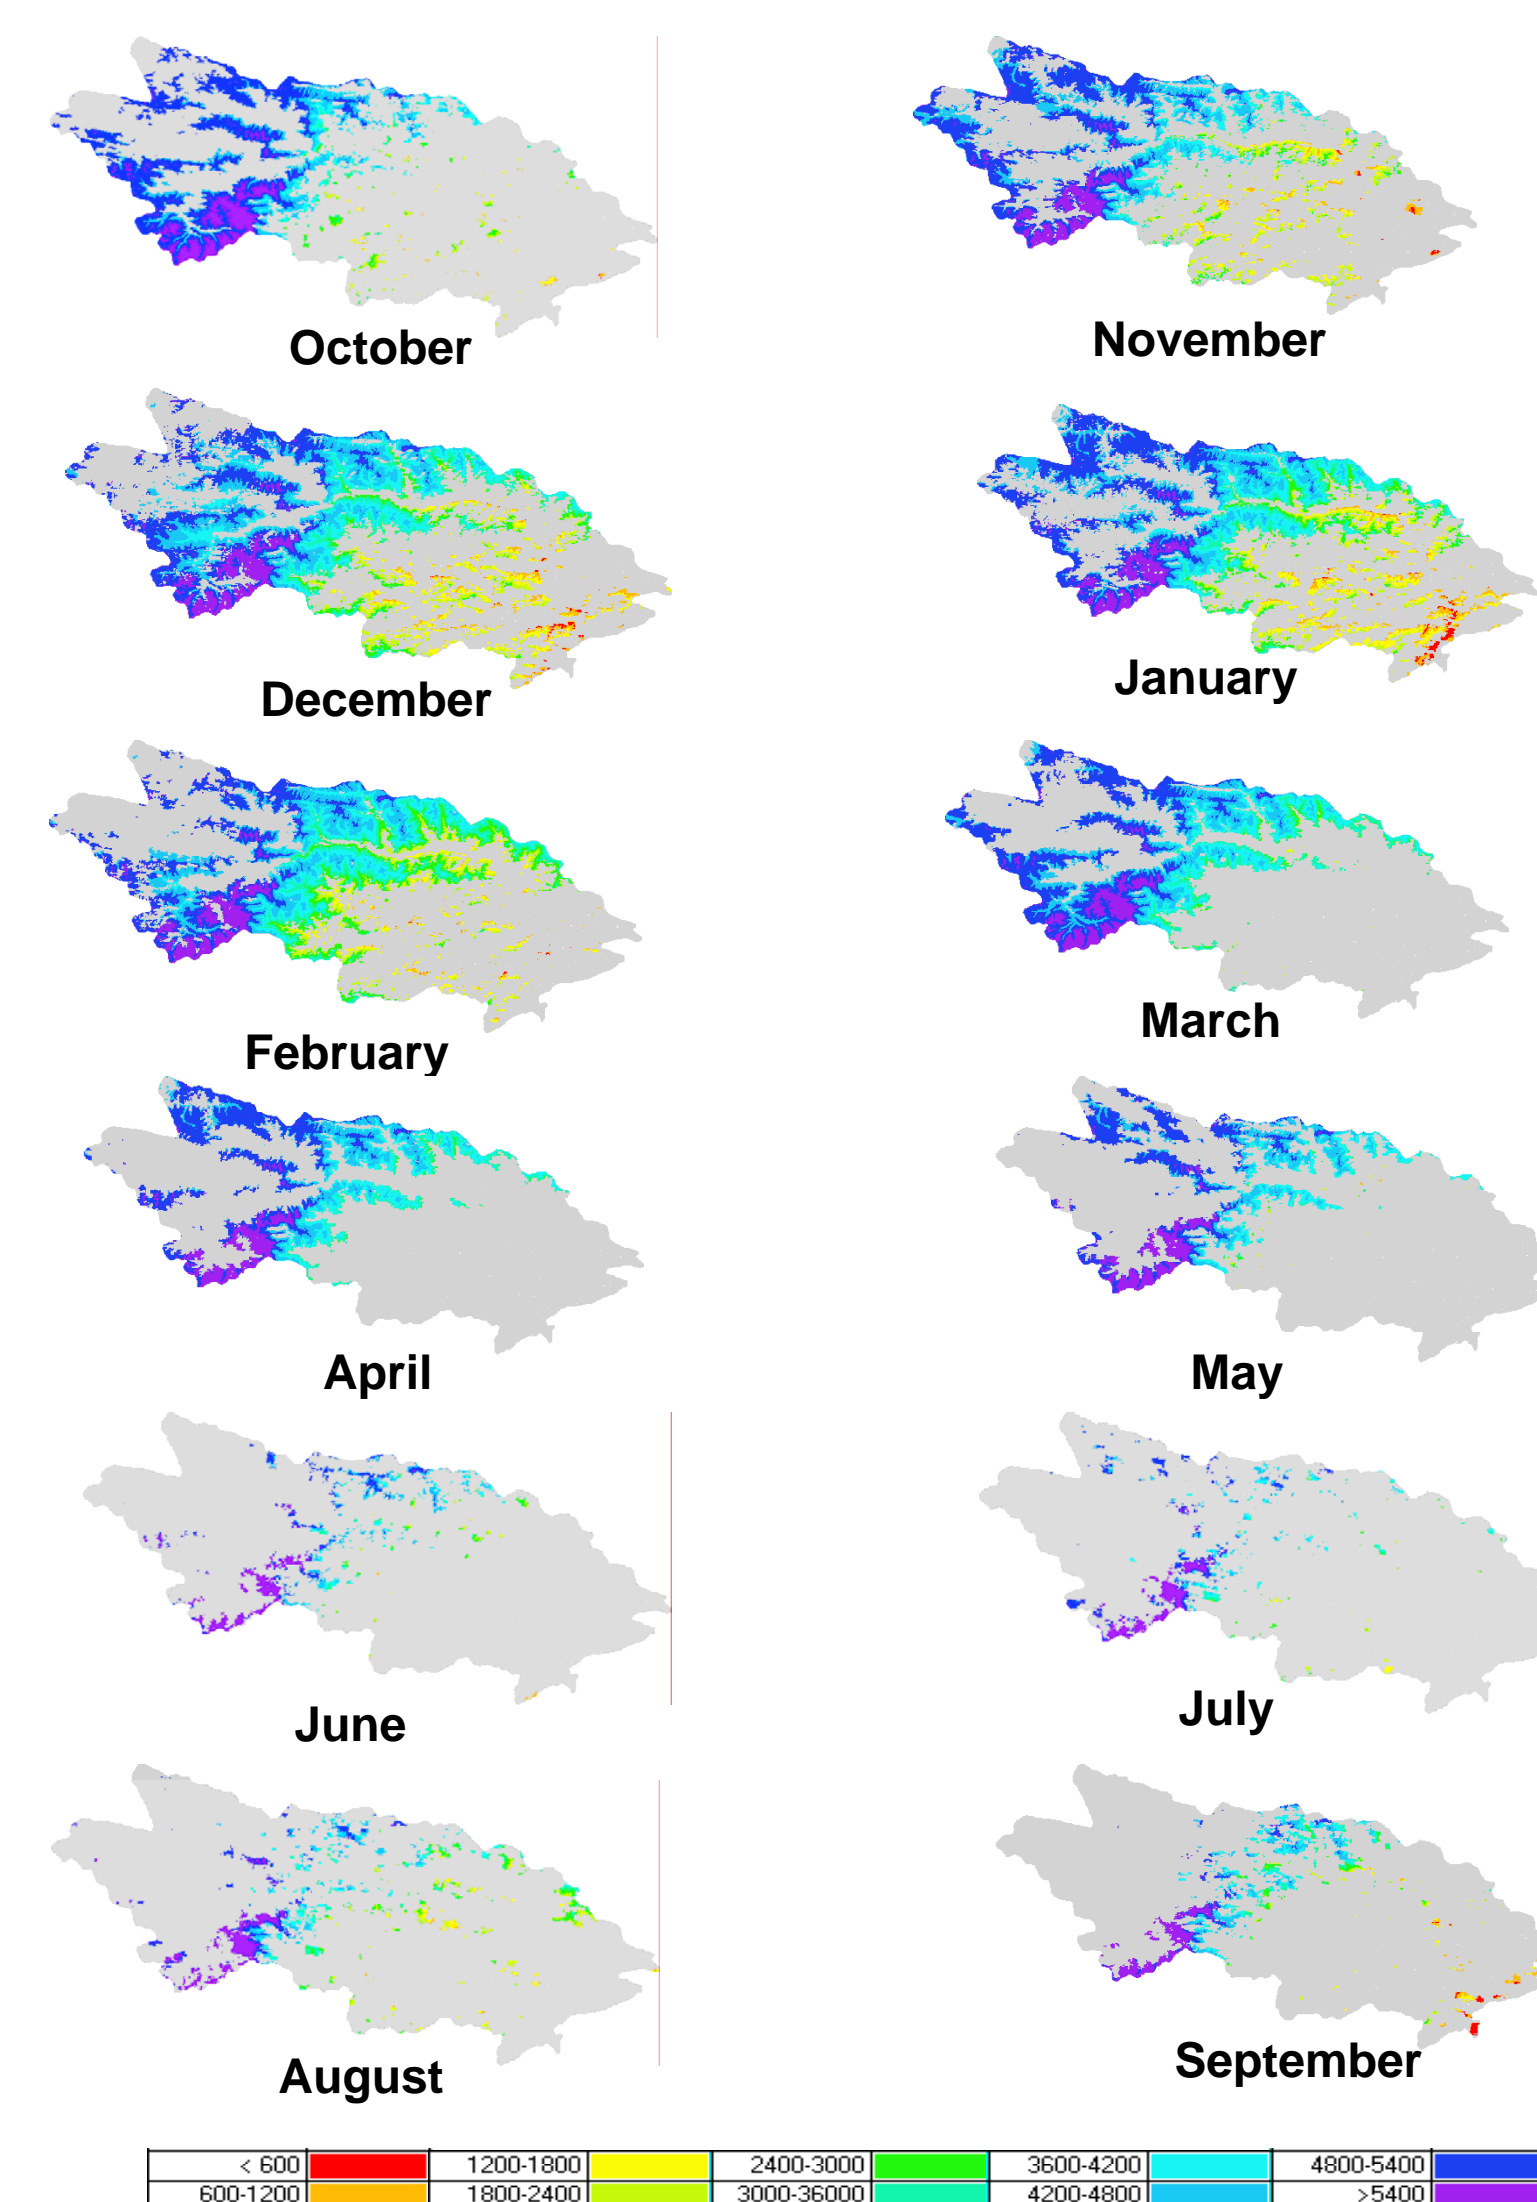 October November
December January
February March
April May
June July
August September
< 600 1200-1800 2400-3000 3600-4200 4800-5400
600-1200 1800-2400 3000-36000 4200-4800 >5400